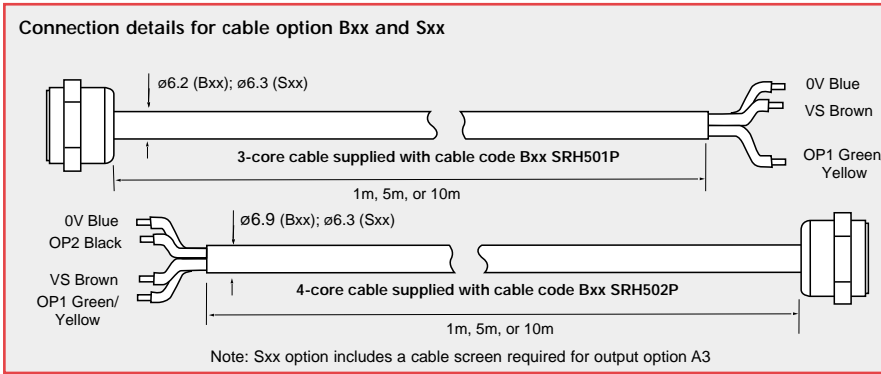 Connection details for cable option Bxx and Sxx
ø6.2 (Bxx); ø6.3 (Sxx)
0V Blue
VS Brown
3-core cable supplied with cable code Bxx SRH501P
OP1 Green/
Yellow
1m, 5m, or 10m
0V Blue
ø6.9 (Bxx); ø6.3 (Sxx)
OP2 Black
VS Brown
4-core cable supplied with cable code Bxx SRH502P
OP1 Green/
Yellow
1m, 5m, or 10m
Note: Sxx option includes a cable screen required for output option A3